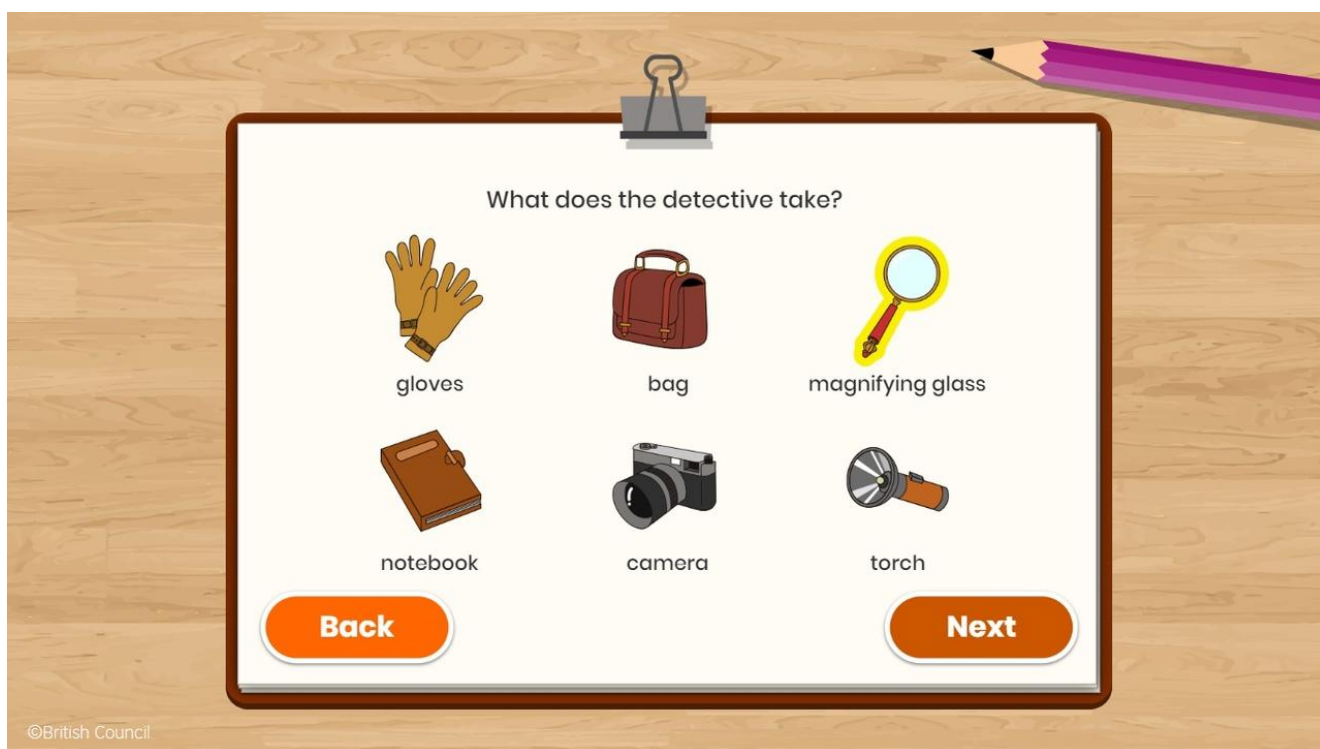 What does the detective take?
gloves
bag
magnifying glass
notebook
camera
torch
Back
Next
©British Council